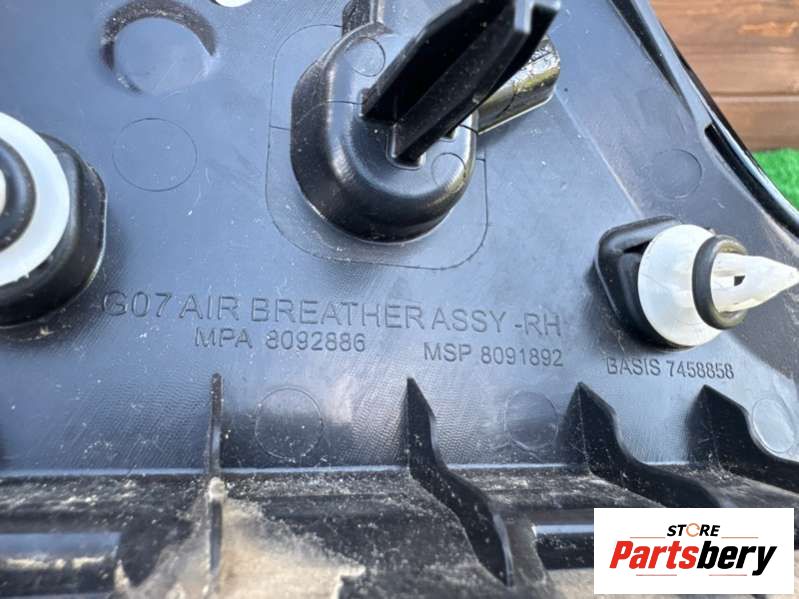 G07 AIR BREATHER ASSY -RH
MPA 8092886 MSP 8091892 BASIS 7458858
STORE
Partsbery